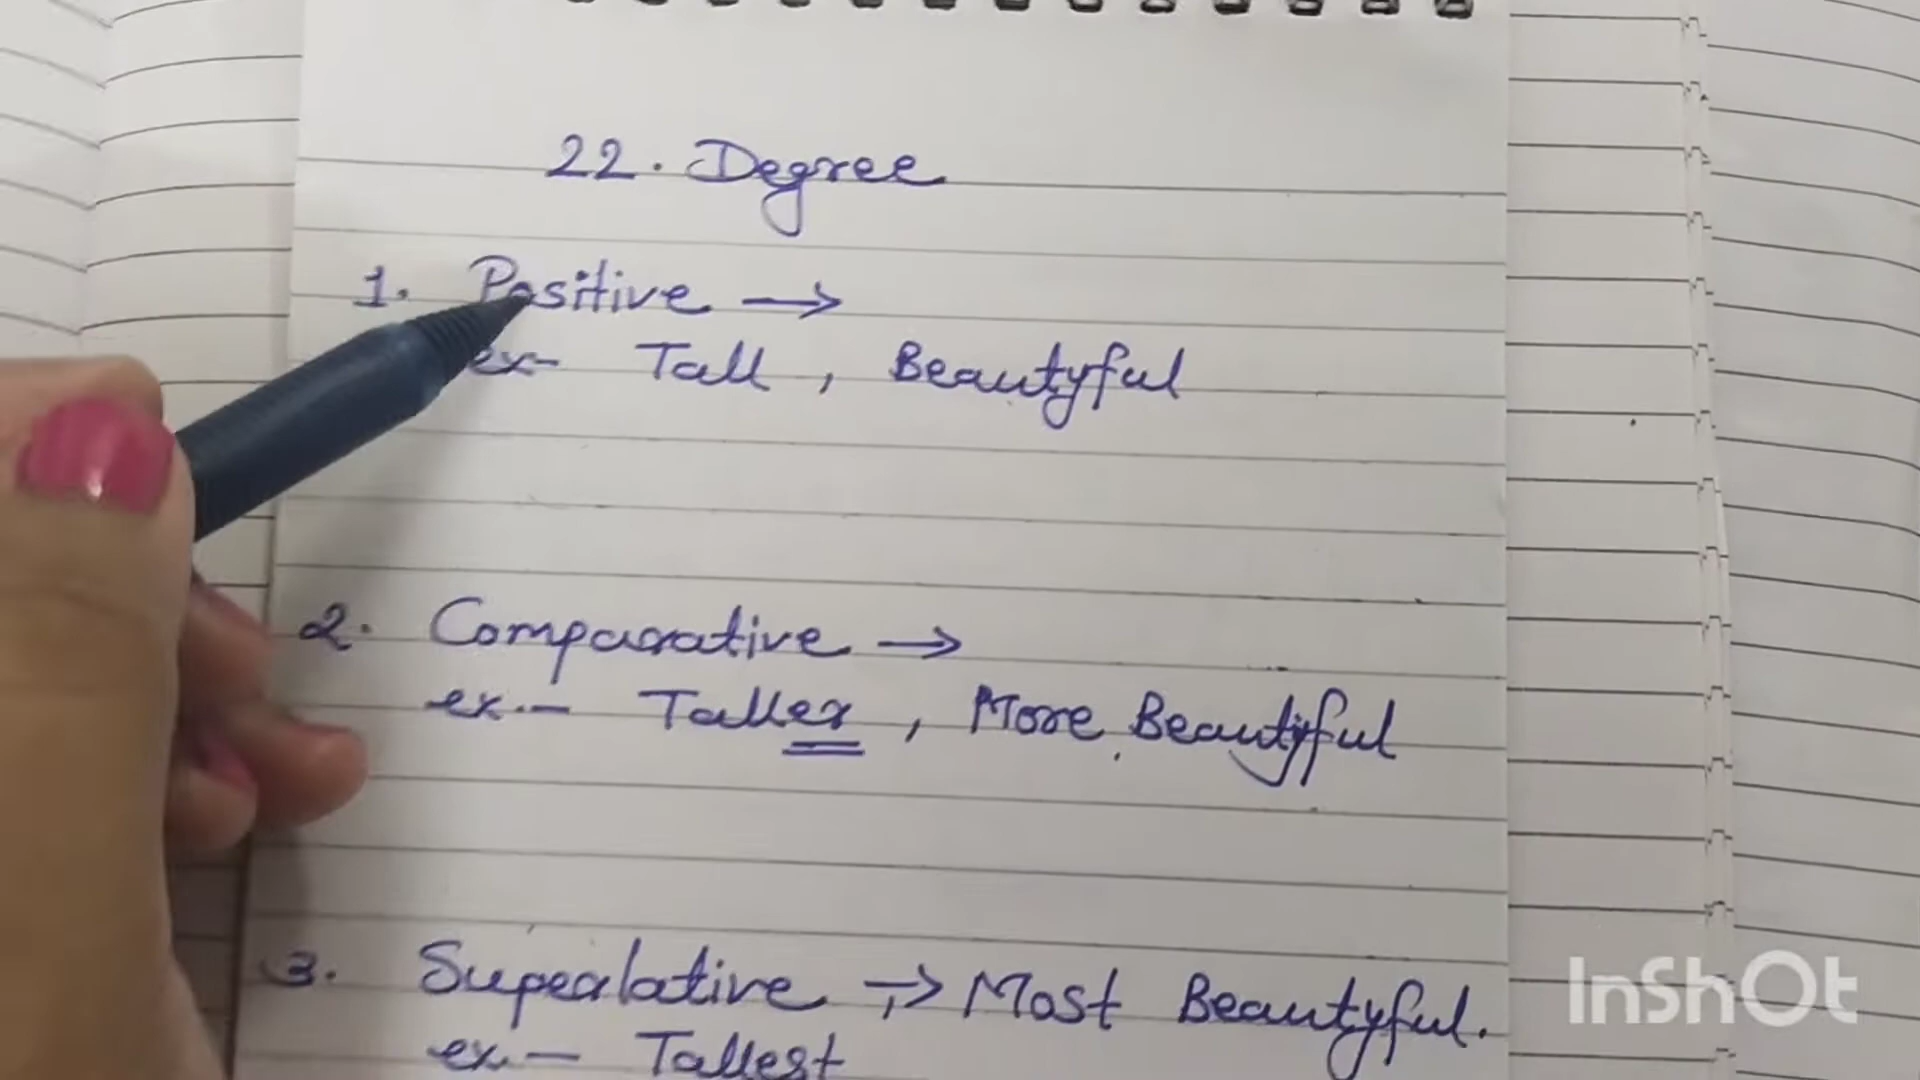 22. Degree
1. Positive →
ex- Tall , Beautyful
2. Comparative →
ex.- Taller , More Beautyful
3. Superlative → Most Beautyful.
ex - Tallest
InShOt